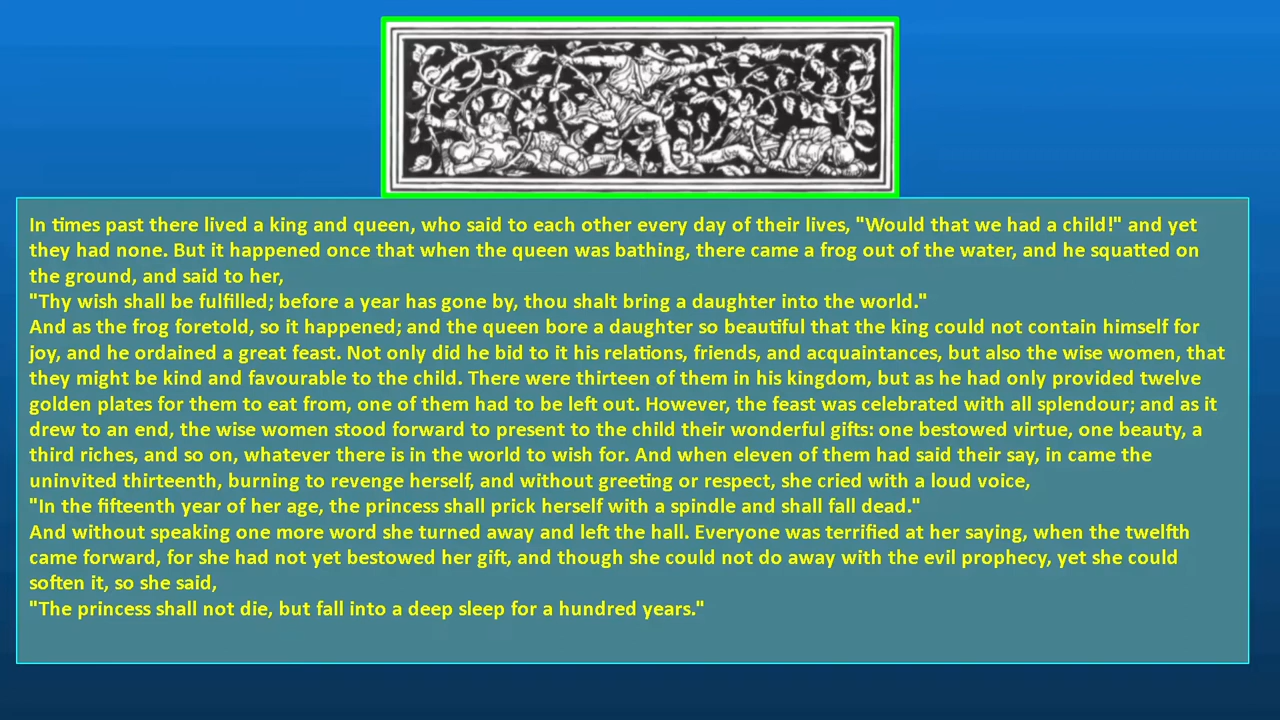 In times past there lived a king and queen, who said to each other every day of their lives, "Would that we had a child!" and yet
they had none. But it happened once that when the queen was bathing, there came a frog out of the water, and he squatted on
the ground, and said to her,
"Thy wish shall be fulfilled; before a year has gone by, thou shalt bring a daughter into the world."
And as the frog foretold, so it happened; and the queen bore a daughter so beautiful that the king could not contain himself for
joy, and he ordained a great feast. Not only did he bid to it his relations, friends, and acquaintances, but also the wise women, that
they might be kind and favourable to the child. There were thirteen of them in his kingdom, but as he had only provided twelve
golden plates for them to eat from, one of them had to be left out. However, the feast was celebrated with all splendour; and as it
drew to an end, the wise women stood forward to present to the child their wonderful gifts: one bestowed virtue, one beauty, a
third riches, and so on, whatever there is in the world to wish for. And when eleven of them had said their say, in came the
uninvited thirteenth, burning to revenge herself, and without greeting or respect, she cried with a loud voice,
"In the fifteenth year of her age, the princess shall prick herself with a spindle and shall fall dead."
And without speaking one more word she turned away and left the hall. Everyone was terrified at her saying, when the twelfth
came forward, for she had not yet bestowed her gift, and though she could not do away with the evil prophecy, yet she could
soften it, so she said,
"The princess shall not die, but fall into a deep sleep for a hundred years."